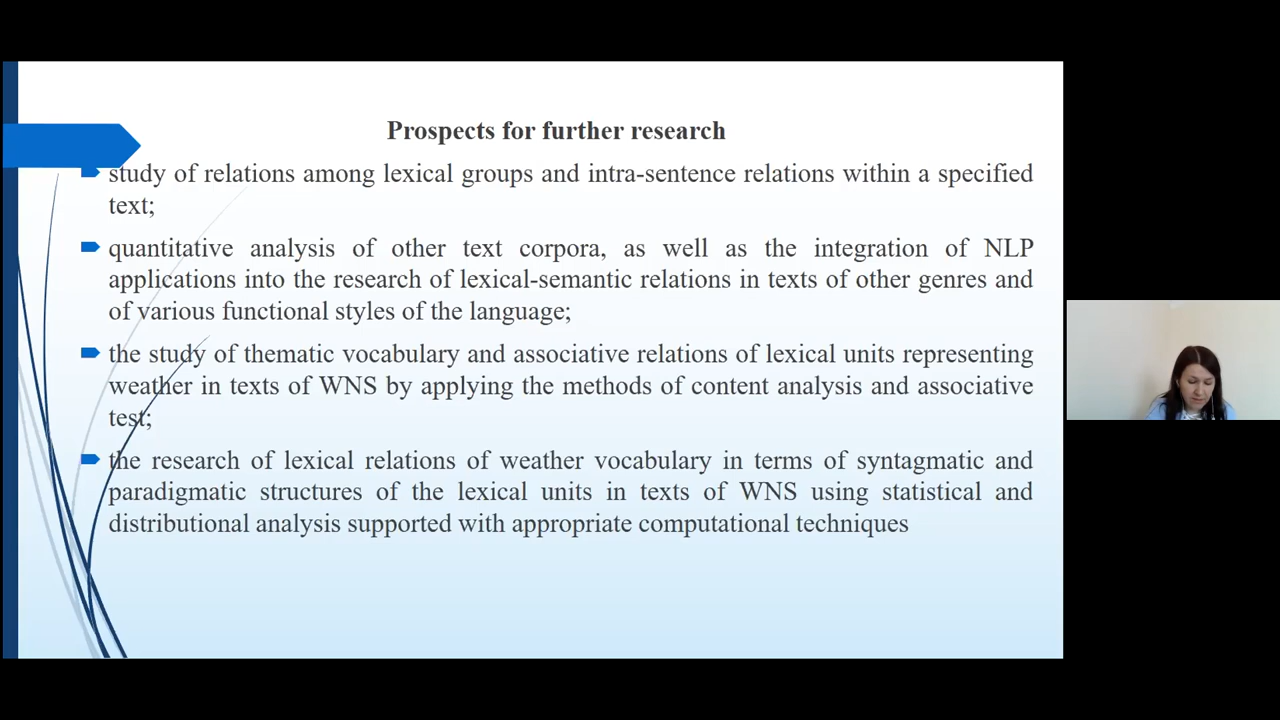 Prospects for further research
study of relations among lexical groups and intra-sentence relations within a specified
text;
quantitative analysis of other text corpora, as well as the integration of NLP
applications into the research of lexical-semantic relations in texts of other genres and
of various functional styles of the language;
the study of thematic vocabulary and associative relations of lexical units representing
weather in texts of WNS by applying the methods of content analysis and associative
test;
the research of lexical relations of weather vocabulary in terms of syntagmatic and
paradigmatic structures of the lexical units in texts of WNS using statistical and
distributional analysis supported with appropriate computational techniques